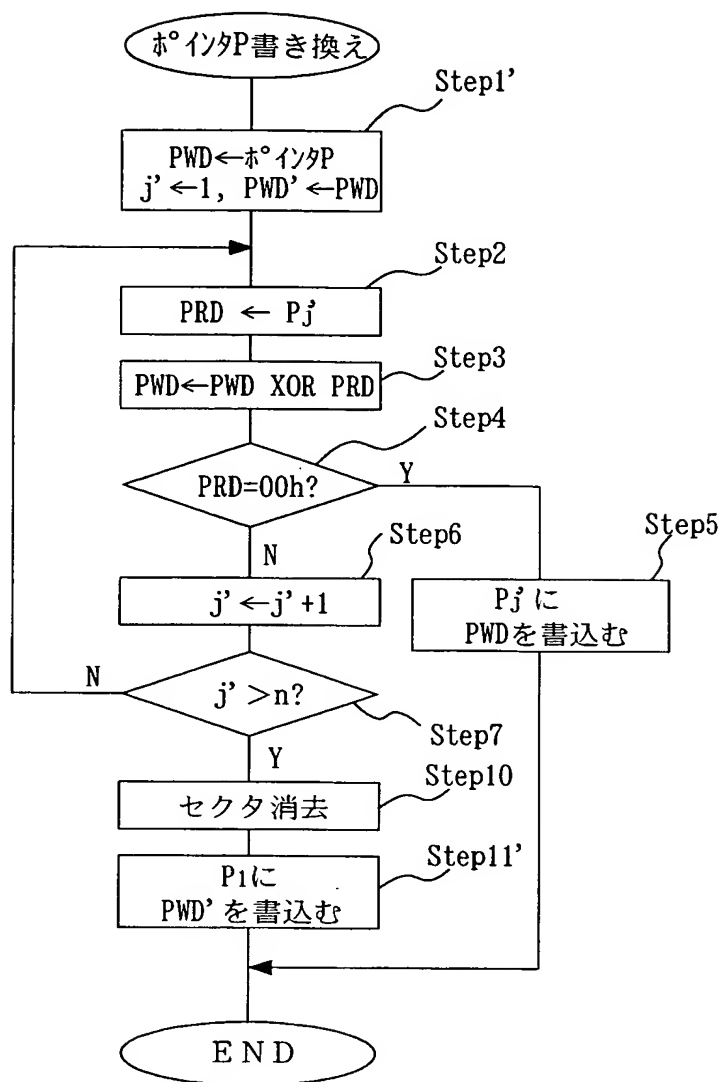 ﾎﾟｲﾝﾀP書き換え
Step1'
PWD←ﾎﾟｲﾝﾀP
j'←1, PWD'←PWD
Step2
PRD ← Pj'
Step3
PWD←PWD XOR PRD
Step4
PRD=00h?
Y
N
Step6
Step5
j'←j'+1
Pj'に
PWDを書込む
N
j'>n?
Step7
Y
Step10
セクタ消去
Step11'
P1に
PWD'を書込む
END